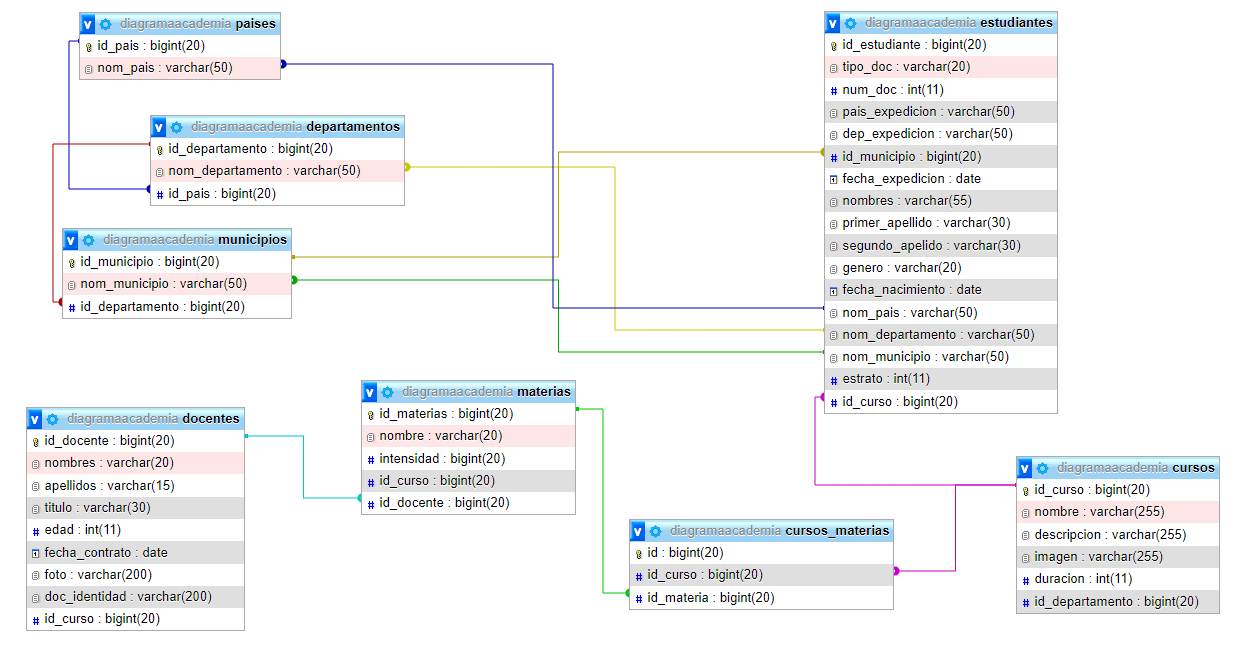 v diagramaacademia paises
id_pais : bigint(20)
nom_pais : varchar(50)
v diagramaacademia departamentos
id_departamento : bigint(20)
nom_departamento : varchar(50)
# id_pais : bigint(20)
v diagramaacademia municipios
id_municipio : bigint(20)
nom_municipio : varchar(50)
# id_departamento : bigint(20)
v diagramaacademia estudiantes
id_estudiante : bigint(20)
tipo_doc : varchar(20)
# num_doc : int(11)
pais_expedicion : varchar(50)
dep_expedicion : varchar(50)
# id_municipio : bigint(20)
fecha_expedicion : date
nombres : varchar(55)
primer_apellido : varchar(30)
segundo_apelido : varchar(30)
genero : varchar(20)
fecha_nacimiento : date
nom_pais : varchar(50)
nom_departamento : varchar(50)
nom_municipio : varchar(50)
# estrato : int(11)
# id_curso : bigint(20)
v diagramaacademia docentes
id_docente : bigint(20)
nombres : varchar(20)
apellidos : varchar(15)
titulo : varchar(30)
# edad : int(11)
fecha_contrato : date
foto : varchar(200)
doc_identidad : varchar(200)
# id_curso : bigint(20)
v diagramaacademia materias
id_materias : bigint(20)
nombre : varchar(20)
# intensidad : bigint(20)
# id_curso : bigint(20)
# id_docente : bigint(20)
v diagramaacademia cursos_materias
id : bigint(20)
# id_curso : bigint(20)
# id_materia : bigint(20)
v diagramaacademia cursos
id_curso : bigint(20)
nombre : varchar(255)
descripcion : varchar(255)
imagen : varchar(255)
# duracion : int(11)
# id_departamento : bigint(20)